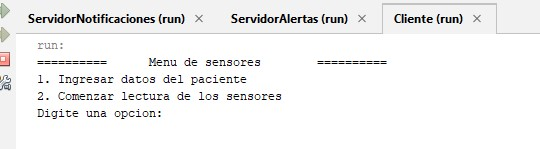 ServidorNotificaciones (run) × ServidorAlertas (run) × Cliente (run) ×
run:
========== Menu de sensores ==========
1. Ingresar datos del paciente
2. Comenzar lectura de los sensores
Digite una opcion: